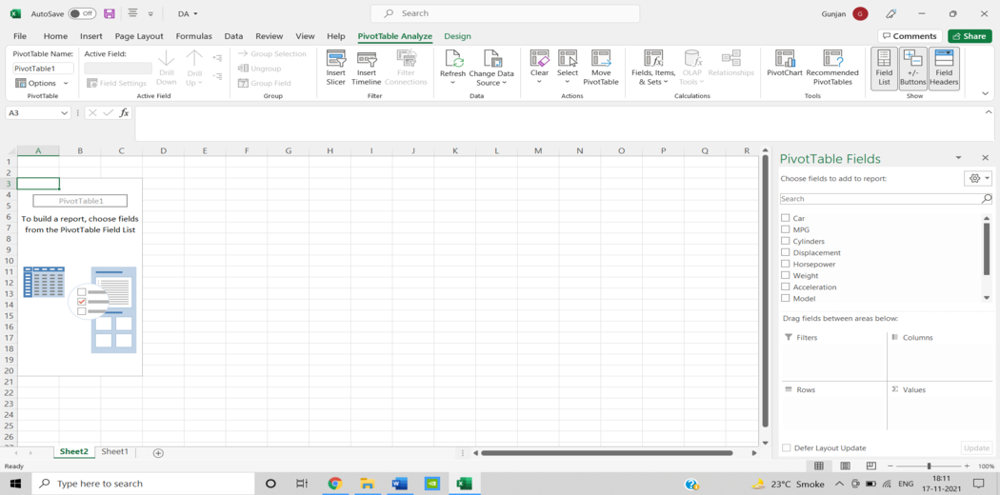 AutoSave Off DA Search Gunjan G
File Home Insert Page Layout Formulas Data Review View Help PivotTable Analyze Design Comments Share
PivotTable Name:
PivotTable1
Options
PivotTable
Active Field:
Field Settings
Drill Down
Drill Up
Active Field
Group Selection
Ungroup
Group Field
Group
Insert Slicer
Insert Timeline
Filter Connections
Filter
Refresh
Change Data Source
Data
Clear
Select
Move PivotTable
Actions
Fields, Items, & Sets
OLAP Tools
Relationships
Calculations
PivotChart
Recommended PivotTables
Tools
Field List
+/- Buttons
Field Headers
Show
A3 fx
A B C D E F G H I J K L M N O P Q R
1
2
3
4
5
6
7
8
9
10
11
12
13
14
15
16
17
18
19
20
21
22
23
24
25
26
PivotTable1
To build a report, choose fields
from the PivotTable Field List
PivotTable Fields
Choose fields to add to report:
Search
Car
MPG
Cylinders
Displacement
Horsepower
Weight
Acceleration
Model
Drag fields between areas below:
Filters Columns
Rows Σ Values
Defer Layout Update Update
Sheet2 Sheet1
Ready 100%
Type here to search 23°C Smoke ENG 18:11
17-11-2021